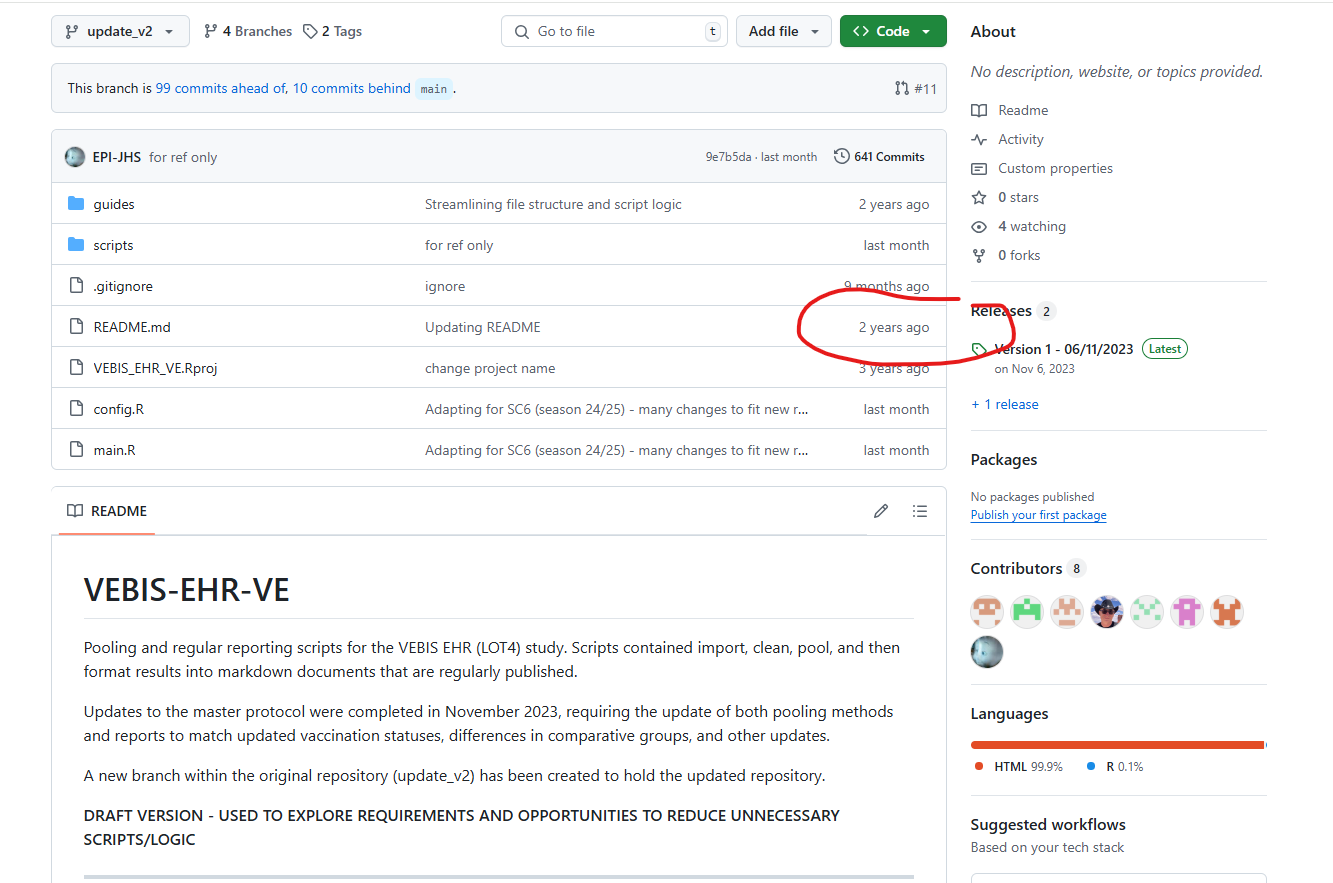 update_v2
4 Branches
2 Tags
Go to file
t
Add file
<> Code
This branch is 99 commits ahead of, 10 commits behind main.
#11
EPI-JHS for ref only
9e7b5da · last month
641 Commits
guides Streamlining file structure and script logic 2 years ago
scripts for ref only last month
.gitignore ignore 9 months ago
README.md Updating README 2 years ago
VEBIS_EHR_VE.Rproj change project name 3 years ago
config.R Adapting for SC6 (season 24/25) - many changes to fit new r... last month
main.R Adapting for SC6 (season 24/25) - many changes to fit new r... last month
README
VEBIS-EHR-VE
Pooling and regular reporting scripts for the VEBIS EHR (LOT4) study. Scripts contained import, clean, pool, and then
format results into markdown documents that are regularly published.
Updates to the master protocol were completed in November 2023, requiring the update of both pooling methods
and reports to match updated vaccination statuses, differences in comparative groups, and other updates.
A new branch within the original repository (update_v2) has been created to hold the updated repository.
DRAFT VERSION - USED TO EXPLORE REQUIREMENTS AND OPPORTUNITIES TO REDUCE UNNECESSARY
SCRIPTS/LOGIC
About
No description, website, or topics provided.
Readme
Activity
Custom properties
0 stars
4 watching
0 forks
Releases 2
Version 1 - 06/11/2023 Latest
on Nov 6, 2023
+ 1 release
Packages
No packages published
Publish your first package
Contributors 8
Languages
HTML 99.9% R 0.1%
Suggested workflows
Based on your tech stack